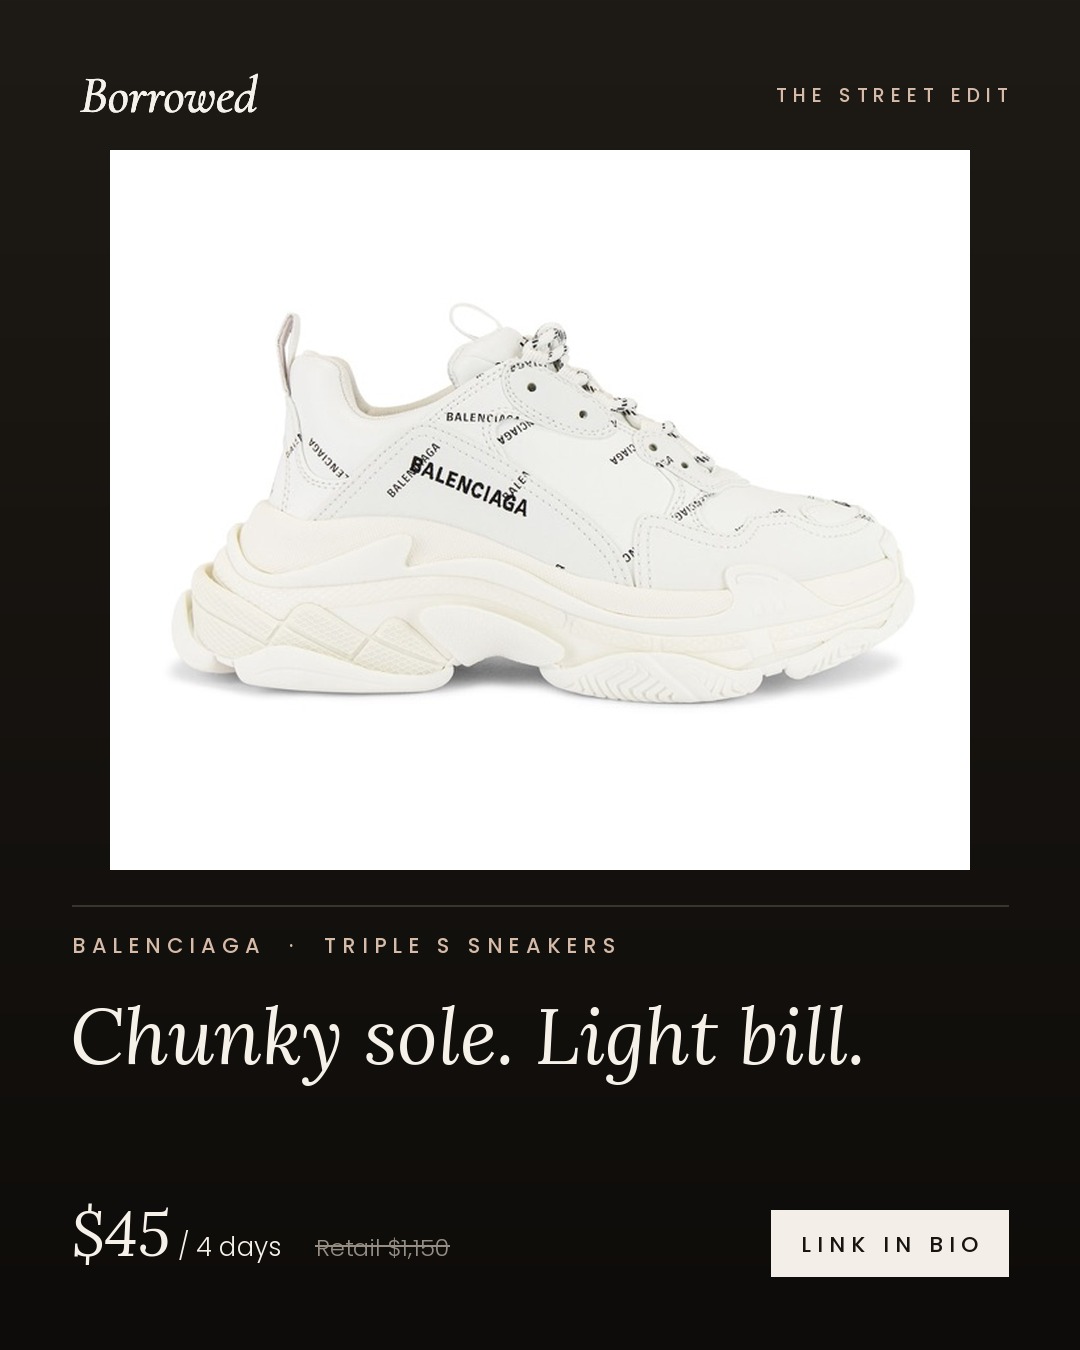 Borrowed
THE STREET EDIT
BALENCIAGA
BALENCIAGA
BALENCIAGA · TRIPLE S SNEAKERS
Chunky sole. Light bill.
$45 / 4 days Retail $1,150
LINK IN BIO